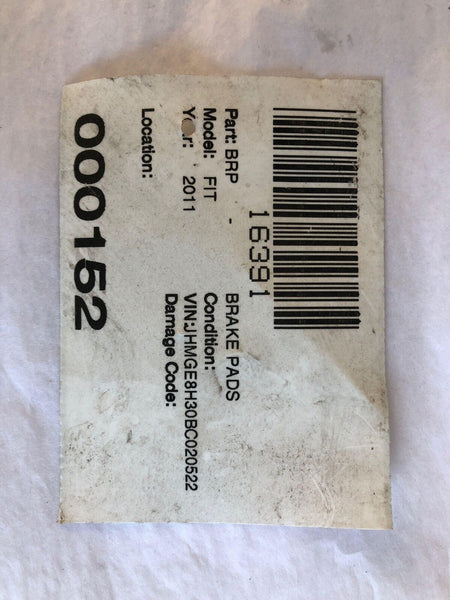 16391
Part: BRP - BRAKE PADS
Model: FIT Condition:
Year: 2011 VIN:JHMGE8H30BC020522
Damage Code:
Location:
000152